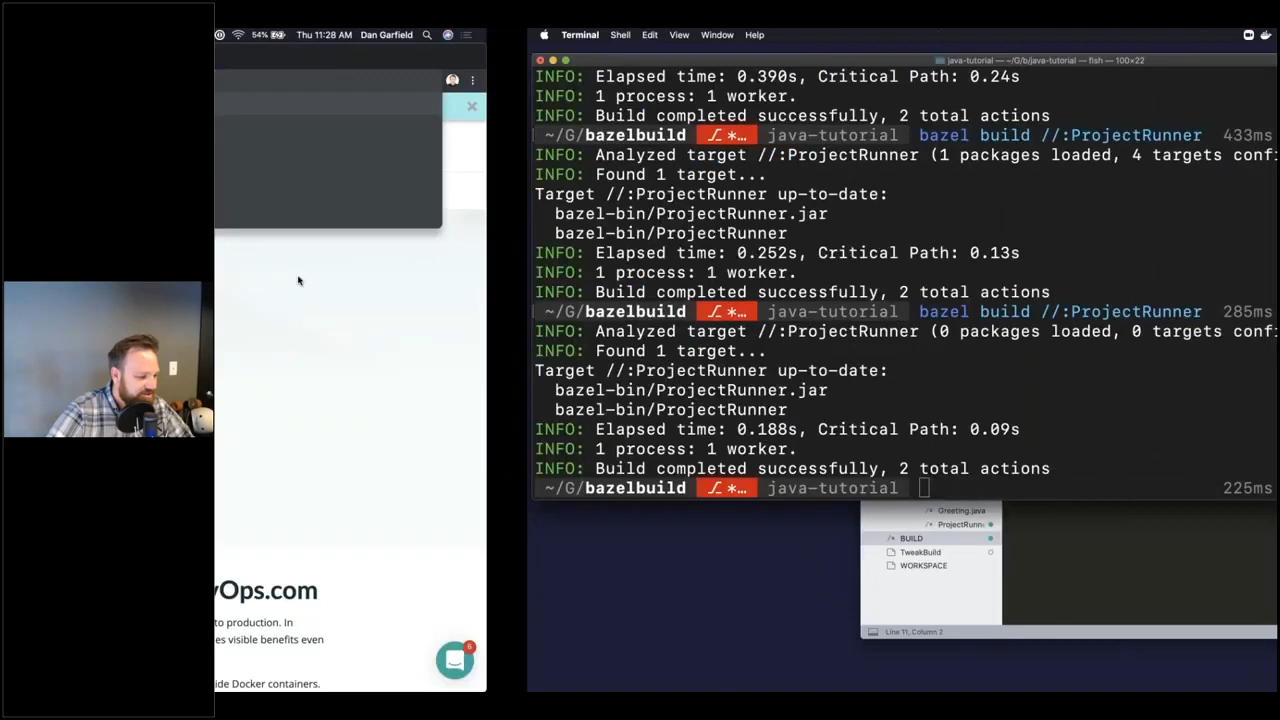 54% Thu 11:28 AM Dan Garfield
vOps.com
to production. In
es visible benefits even
ide Docker containers.
6
Terminal Shell Edit View Window Help
java-tutorial — ~/G/b/java-tutorial — fish — 100×22
INFO: Elapsed time: 0.390s, Critical Path: 0.24s
INFO: 1 process: 1 worker.
INFO: Build completed successfully, 2 total actions
~/G/bazelbuild ⌥ *… java-tutorial bazel build //:ProjectRunner 433ms
INFO: Analyzed target //:ProjectRunner (1 packages loaded, 4 targets confi
INFO: Found 1 target...
Target //:ProjectRunner up-to-date:
bazel-bin/ProjectRunner.jar
bazel-bin/ProjectRunner
INFO: Elapsed time: 0.252s, Critical Path: 0.13s
INFO: 1 process: 1 worker.
INFO: Build completed successfully, 2 total actions
~/G/bazelbuild ⌥ *… java-tutorial bazel build //:ProjectRunner 285ms
INFO: Analyzed target //:ProjectRunner (0 packages loaded, 0 targets confi
INFO: Found 1 target...
Target //:ProjectRunner up-to-date:
bazel-bin/ProjectRunner.jar
bazel-bin/ProjectRunner
INFO: Elapsed time: 0.188s, Critical Path: 0.09s
INFO: 1 process: 1 worker.
INFO: Build completed successfully, 2 total actions
~/G/bazelbuild ⌥ *… java-tutorial 225ms
/* Greeting.java
/* ProjectRunn
/* BUILD
TweakBuild
WORKSPACE
Line 11, Column 2